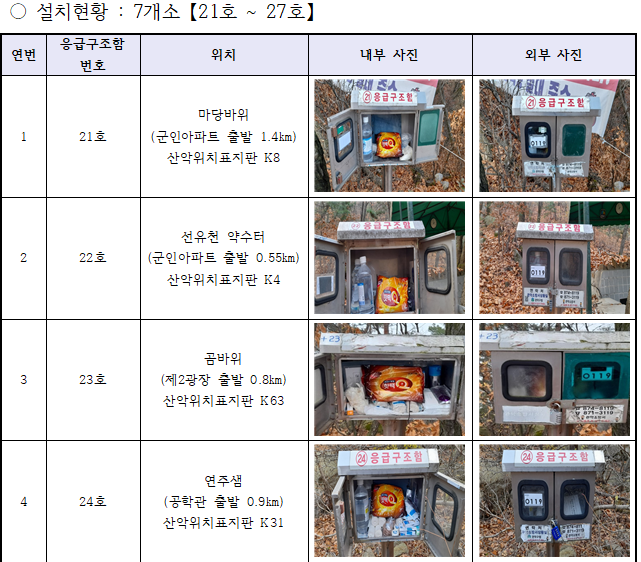 ○ 설치현황 : 7개소 【21호 ~ 27호】
연번 응급구조함 번호 위치 내부 사진 외부 사진
1 21호 마당바위
(군인아파트 출발 1.4km)
산악위치표지판 K8
21 응급구조함
21 응급구조함
0119
2 22호 선유천 약수터
(군인아파트 출발 0.55km)
산악위치표지판 K4
응급구조함
응급구조함
0119
3 23호 곰바위
(제2광장 출발 0.8km)
산악위치표지판 K63
23
23
0119
874-0119
871-3119
4 24호 연주샘
(공학관 출발 0.9km)
산악위치표지판 K31
24 응급구조함
24 응급구조함
0119